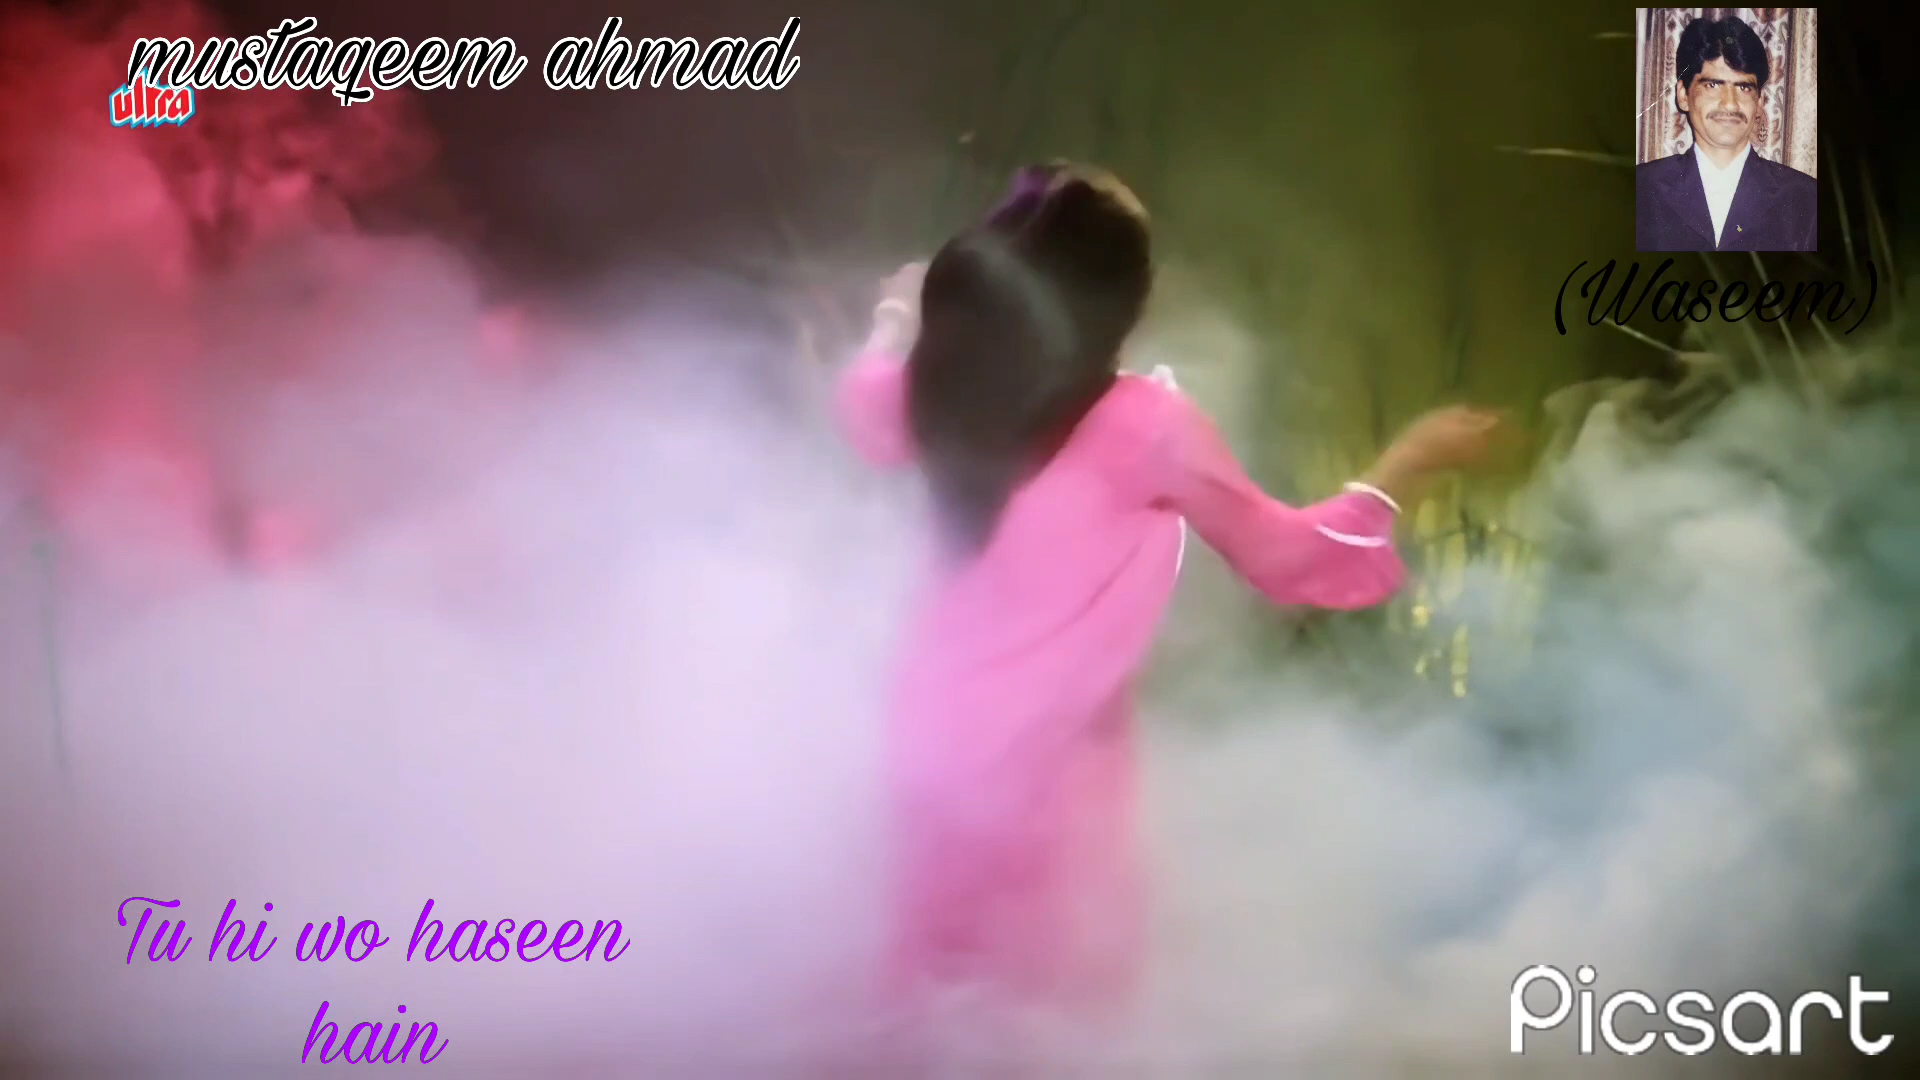 mustaqeem ahmad
ultra
(Waseem)
Tu hi wo haseen
hain
Picsart